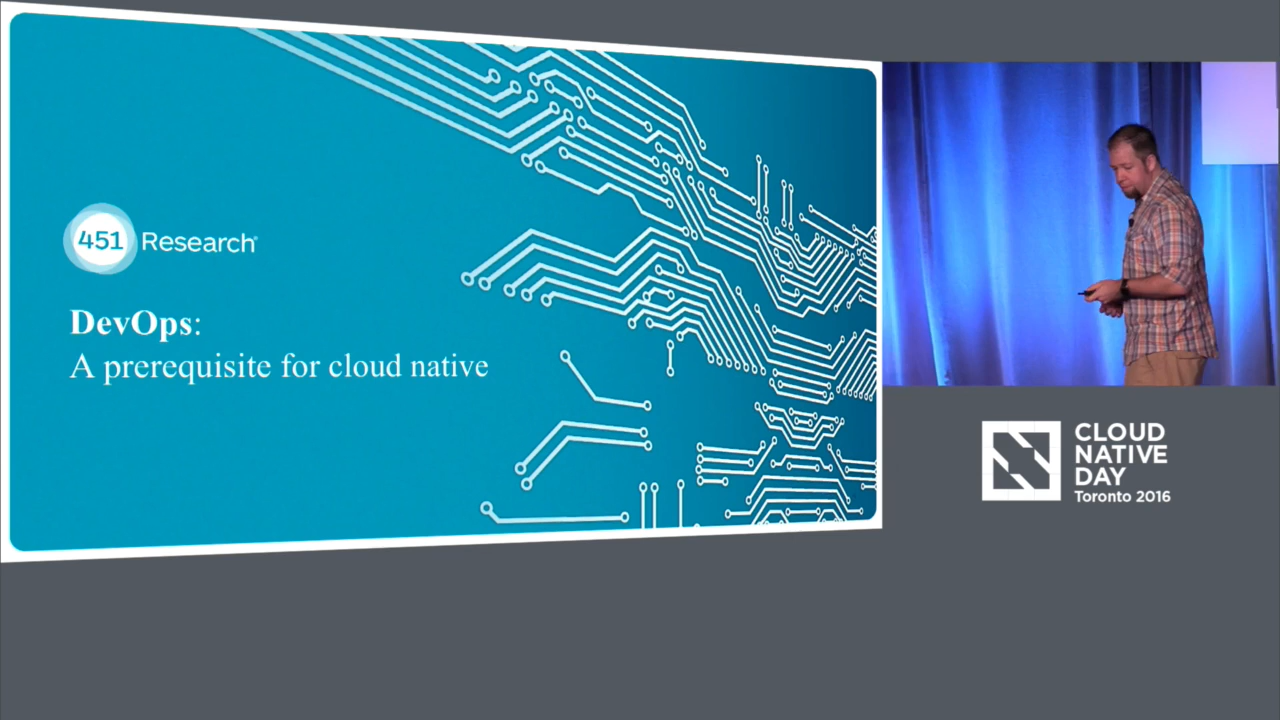 451 Research
DevOps:
A prerequisite for cloud native
CLOUD
NATIVE
DAY
Toronto 2016